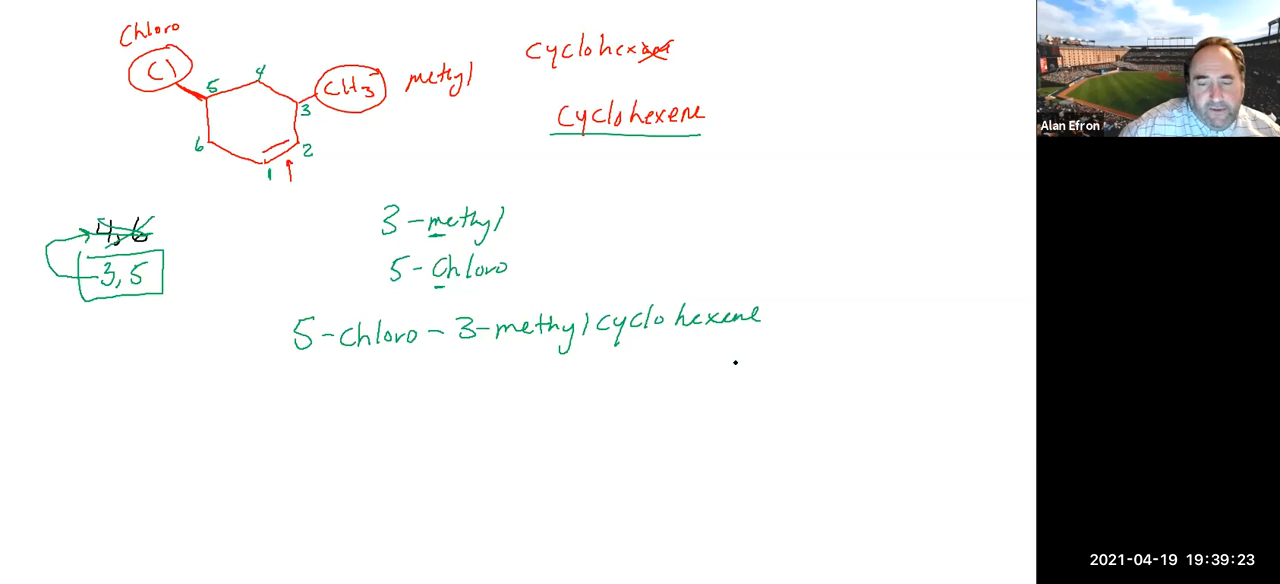 Chloro
Cl
CH3
methyl
5
4
3
6
2
1
cyclohexane
cyclohexene
4,6
3,5
3-methyl
5-chloro
5-chloro-3-methylcyclohexene
Alan Efron
2021-04-19 19:39:23